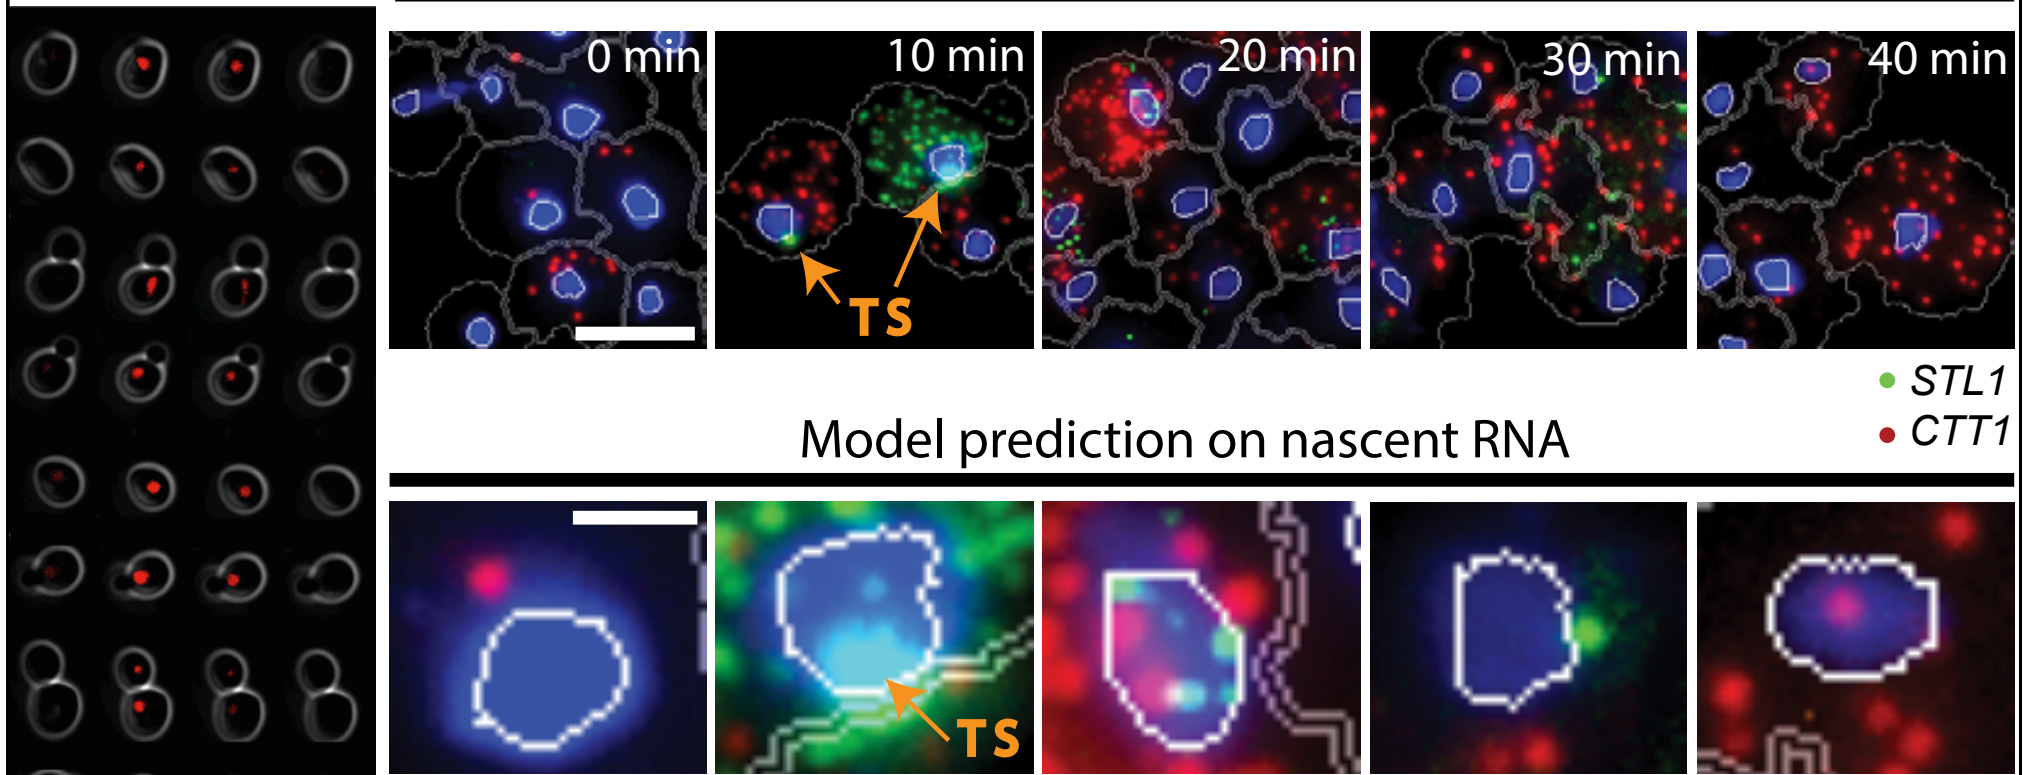 0 min
10 min
20 min
30 min
40 min
TS
STL1
CTT1
Model prediction on nascent RNA
TS